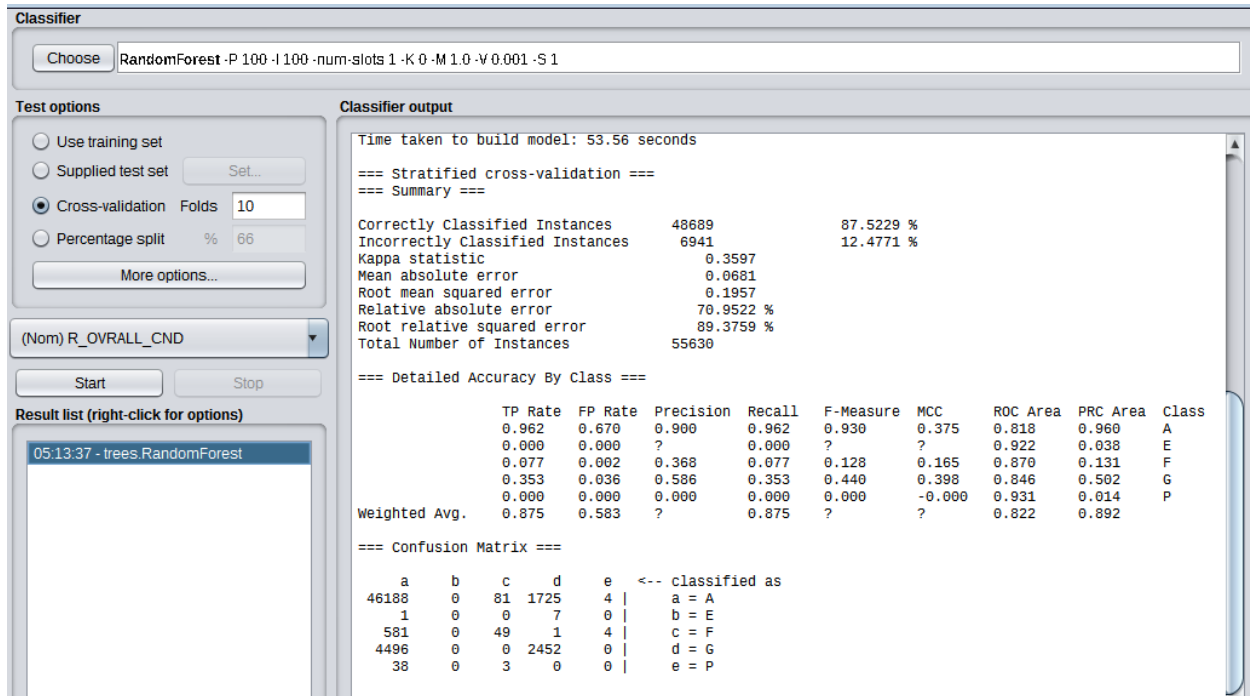 Classifier
Choose RandomForest -P 100 -I 100 -num-slots 1 -K 0 -M 1.0 -V 0.001 -S 1
Test options
Use training set
Supplied test set Set...
Cross-validation Folds 10
Percentage split % 66
More options...
(Nom) R_OVRALL_CND
Start Stop
Result list (right-click for options)
05:13:37 - trees.RandomForest
Classifier output
Time taken to build model: 53.56 seconds
=== Stratified cross-validation ===
=== Summary ===
Correctly Classified Instances 48689 87.5229 %
Incorrectly Classified Instances 6941 12.4771 %
Kappa statistic 0.3597
Mean absolute error 0.0681
Root mean squared error 0.1957
Relative absolute error 70.9522 %
Root relative squared error 89.3759 %
Total Number of Instances 55630
=== Detailed Accuracy By Class ===
TP Rate FP Rate Precision Recall F-Measure MCC ROC Area PRC Area Class
0.962 0.670 0.900 0.962 0.930 0.375 0.818 0.960 A
0.000 0.000 ? 0.000 ? ? 0.922 0.038 E
0.077 0.002 0.368 0.077 0.128 0.165 0.870 0.131 F
0.353 0.036 0.586 0.353 0.440 0.398 0.846 0.502 G
0.000 0.000 0.000 0.000 0.000 -0.000 0.931 0.014 P
Weighted Avg. 0.875 0.583 ? 0.875 ? ? 0.822 0.892
=== Confusion Matrix ===
a b c d e <-- classified as
46188 0 81 1725 4 | a = A
1 0 0 7 0 | b = E
581 0 49 1 4 | c = F
4496 0 0 2452 0 | d = G
38 0 3 0 0 | e = P